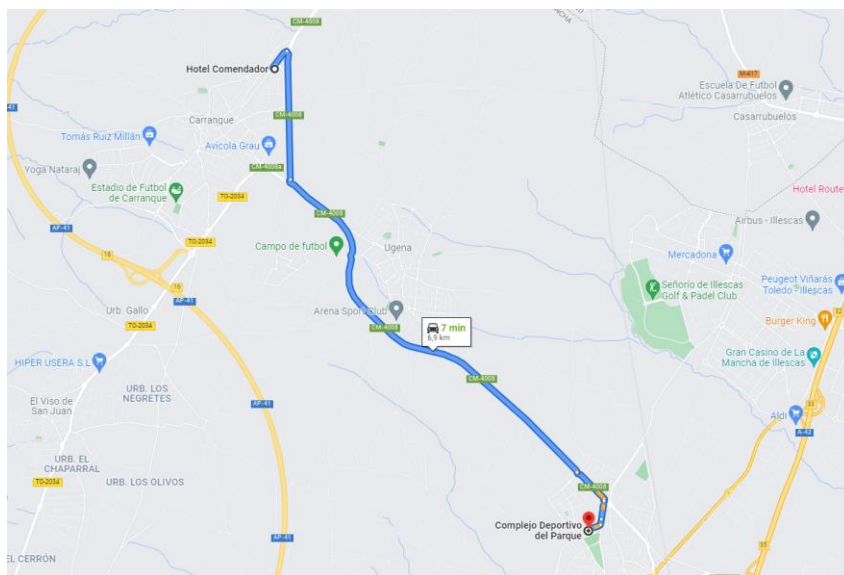 CM-4008
M-417
Escuela De Futbol
Atlético Casarrubuelos
Casarrubuelos
Hotel Comendador
AP-41
CM-4008
Carranque
Tomás Ruiz Millán
Avicola Grau
Yoga Nataraj
CM-4008a
Estadio de Futbol
de Carranque
TO-2034
Hotel Route
TO-2034
CM-4008
Airbus - Illescas
AP-41
Campo de futbol
Ugena
Mercadona
16
16
Señorío de Illescas
Golf & Padel Club
Peugeot Viñarás
Toledo - Illescas
AP-41
Urb. Gallo
Arena Sport Club
32
TO-2034
CM-4008
7 min
6,9 km
Burger King
HIPER USERA S.L
Gran Casino de La
Mancha de Illescas
AP-41
CM-4008
URB. LOS
NEGRETES
El Viso de
San Juan
33
Aldi
A-42
URB. EL
CHAPARRAL
TO-2034
URB. LOS OLIVOS
CM-4008
Complejo Deportivo
del Parque
AP-41
35
EL CERRÓN